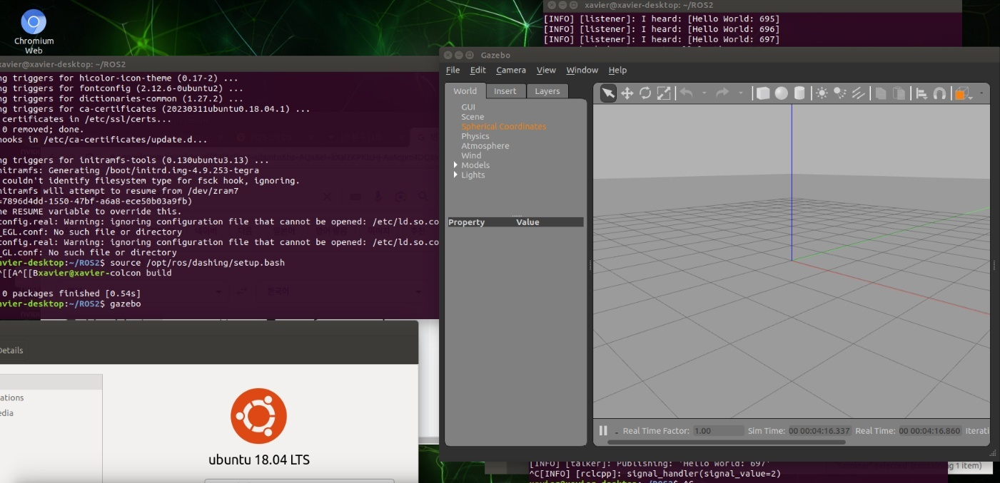 Chromium
Web
xavier@xavier-desktop: ~/ROS2
[INFO] [listener]: I heard: [Hello World: 695]
[INFO] [listener]: I heard: [Hello World: 696]
[INFO] [listener]: I heard: [Hello World: 697]
xavier@xavier-desktop: ~/ROS2
ng triggers for hicolor-icon-theme (0.17-2) ...
ng triggers for fontconfig (2.12.6-0ubuntu2) ...
ng triggers for dictionaries-common (1.27.2) ...
ng triggers for ca-certificates (20230311ubuntu0.18.04.1) ...
certificates in /etc/ssl/certs...
0 removed; done.
hooks in /etc/ca-certificates/update.d...
ng triggers for initramfs-tools (0.130ubuntu3.13) ...
nitramfs: Generating /boot/initrd.img-4.9.253-tegra
couldn't identify filesystem type for fsck hook, ignoring.
nitramfs will attempt to resume from /dev/zram7
=7896d4dd-1550-47bf-a6a8-ece50b03a9fb)
he RESUME variable to override this.
config.real: Warning: ignoring configuration file that cannot be opened: /etc/ld.so.co
_EGL.conf: No such file or directory
config.real: Warning: ignoring configuration file that cannot be opened: /etc/ld.so.co
_GL.conf: No such file or directory
avier-desktop:~/ROS2$ source /opt/ros/dashing/setup.bash
^[[A^[[Bxavier@xavier-colcon build
0 packages finished [0.54s]
avier-desktop:~/ROS2$ gazebo
Details
ations
edia
ubuntu 18.04 LTS
Gazebo
File Edit Camera View Window Help
World Insert Layers
GUI
Scene
Spherical Coordinates
Physics
Atmosphere
Wind
Models
Lights
Property Value
Real Time Factor: 1.00 Sim Time: 00 00:04:16.337 Real Time: 00 00:04:16.860 Iterati
[INFO] [talker]: Publishing: 'Hello World: 697'
^C[INFO] [rclcpp]: signal_handler(signal_value=2)
xavier@xavier-desktop:~/ROS2$ ^C
g 1 item)